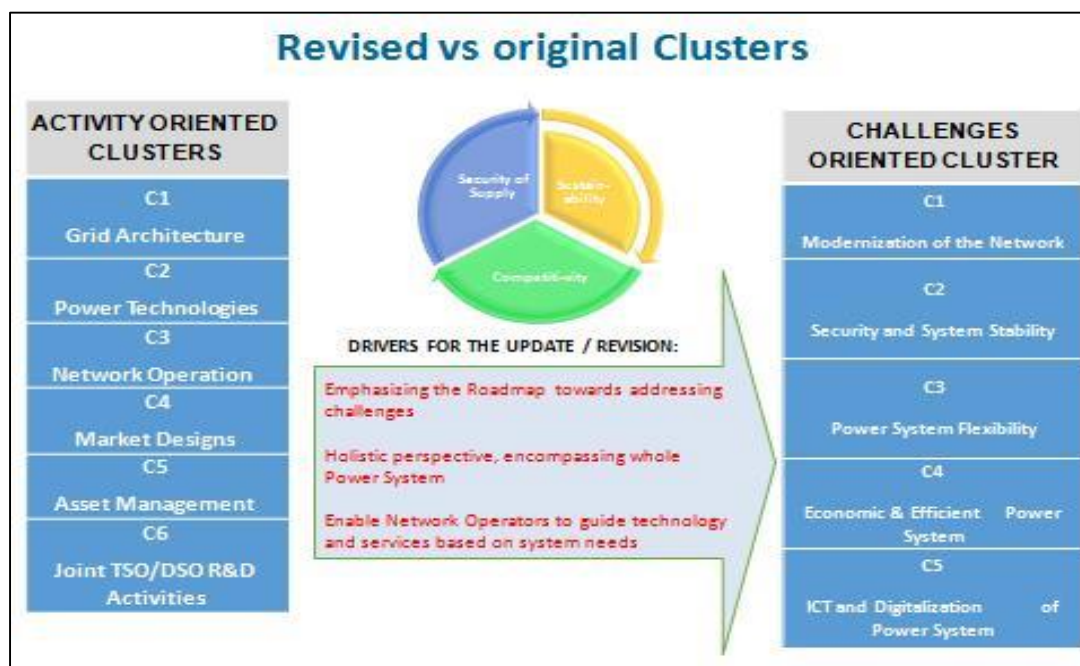 Revised vs original Clusters
ACTIVITY ORIENTED
CLUSTERS
C1
Grid Architecture
C2
Power Technologies
C3
Network Operation
C4
Market Designs
C5
Asset Management
C6
Joint TSO/DSO R&D
Activities
Security of
Supply
Sustain-
ability
Competitivity
DRIVERS FOR THE UPDATE / REVISION:
Emphasizing the Roadmap towards addressing
challenges
Holistic perspective, encompassing whole
Power System
Enable Network Operators to guide technology
and services based on system needs
CHALLENGES
ORIENTED CLUSTER
C1
Modernization of the Network
C2
Security and System Stability
C3
Power System Flexibility
C4
Economic & Efficient Power
System
C5
ICT and Digitalization of
Power System